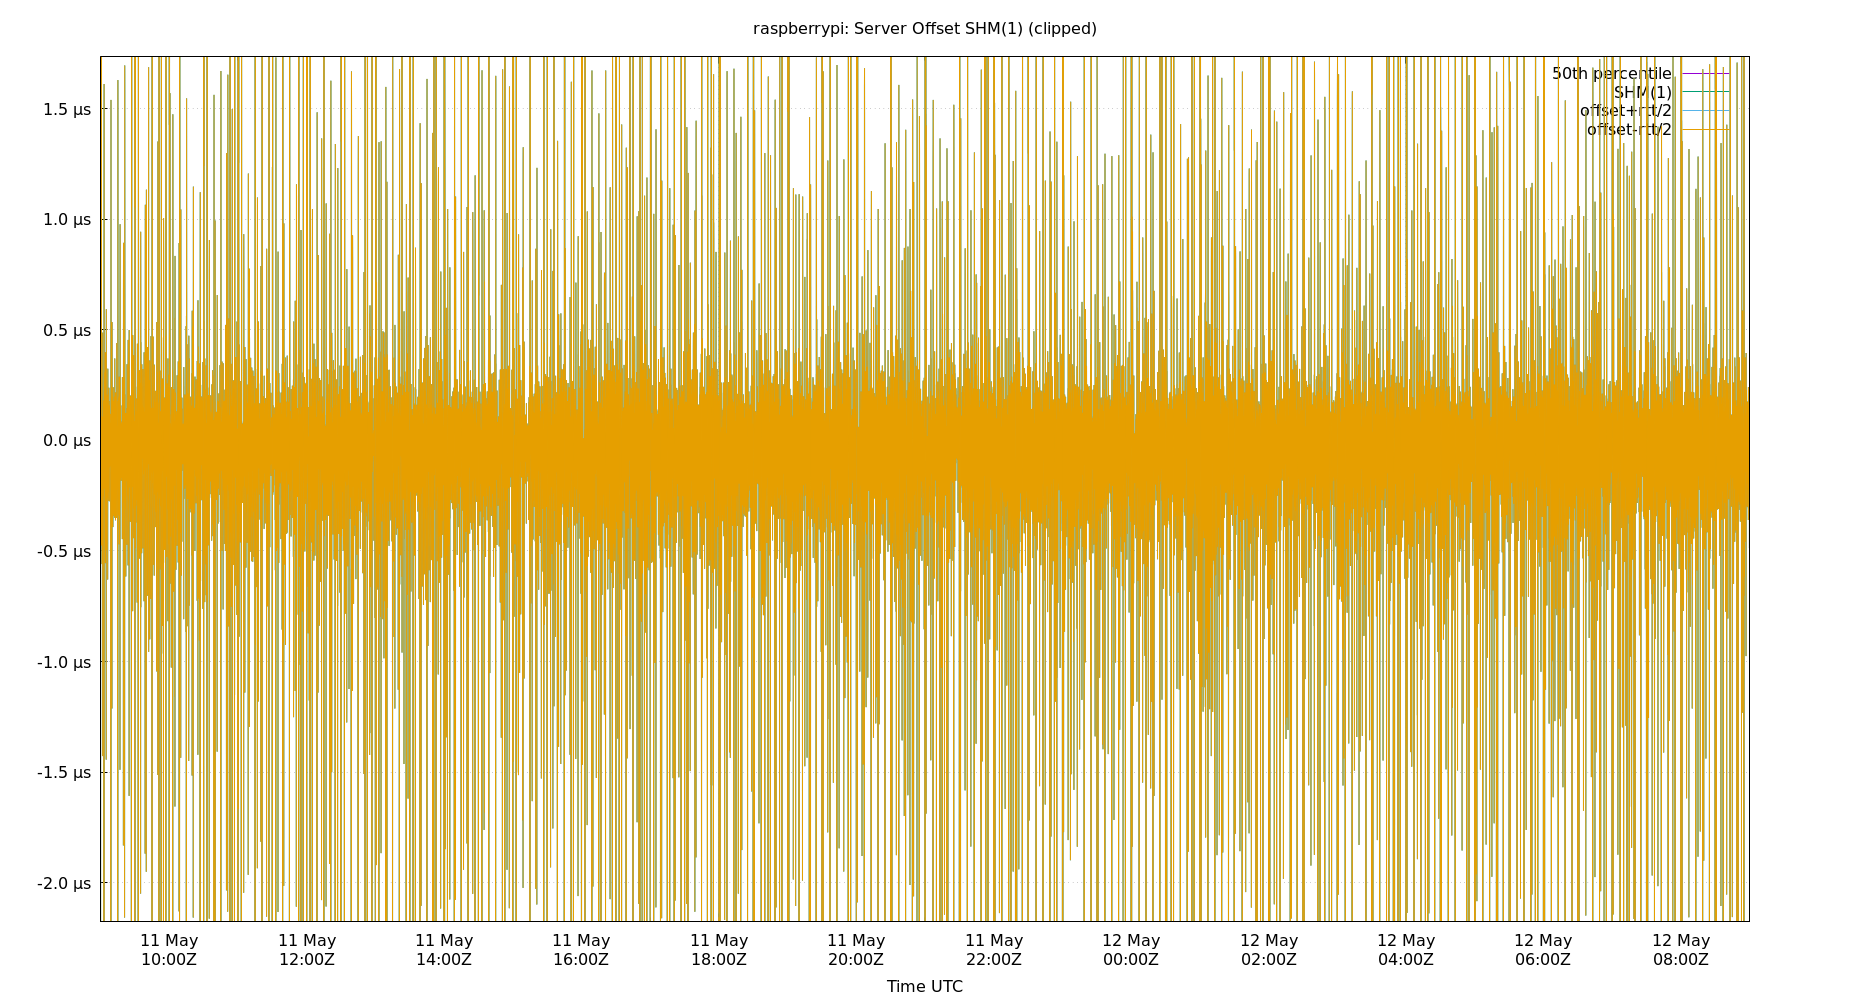 raspberrypi: Server Offset SHM(1) (clipped)
50th percentile
SHM(1)
offset+rtt/2
offset-rtt/2
1.5 µs
1.0 µs
0.5 µs
0.0 µs
-0.5 µs
-1.0 µs
-1.5 µs
-2.0 µs
11 May 11 May 11 May 11 May 11 May 11 May 11 May 12 May 12 May 12 May 12 May 12 May
10:00Z 12:00Z 14:00Z 16:00Z 18:00Z 20:00Z 22:00Z 00:00Z 02:00Z 04:00Z 06:00Z 08:00Z
Time UTC